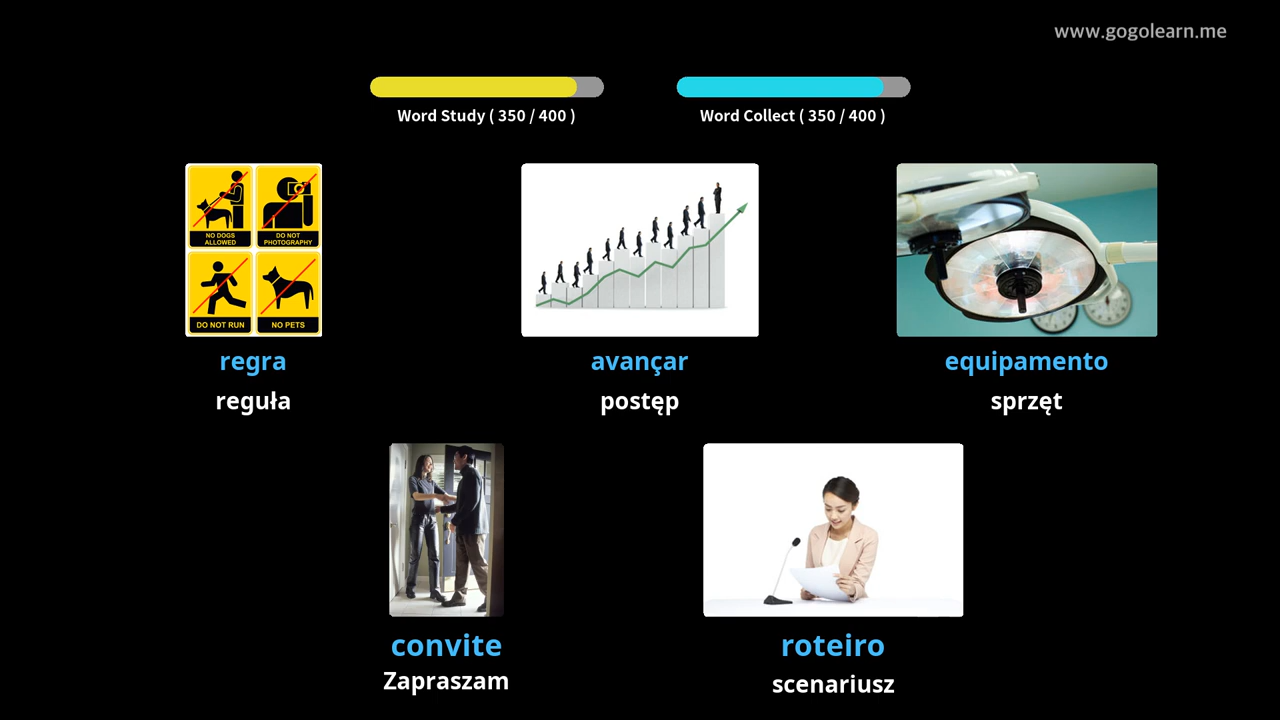 www.gogolearn.me
Word Study ( 350 / 400 )
Word Collect ( 350 / 400 )
NO DOGS
ALLOWED
DO NOT
PHOTOGRAPHY
DO NOT RUN
NO PETS
regra
avançar
equipamento
reguła
postęp
sprzęt
convite
roteiro
Zapraszam
scenariusz